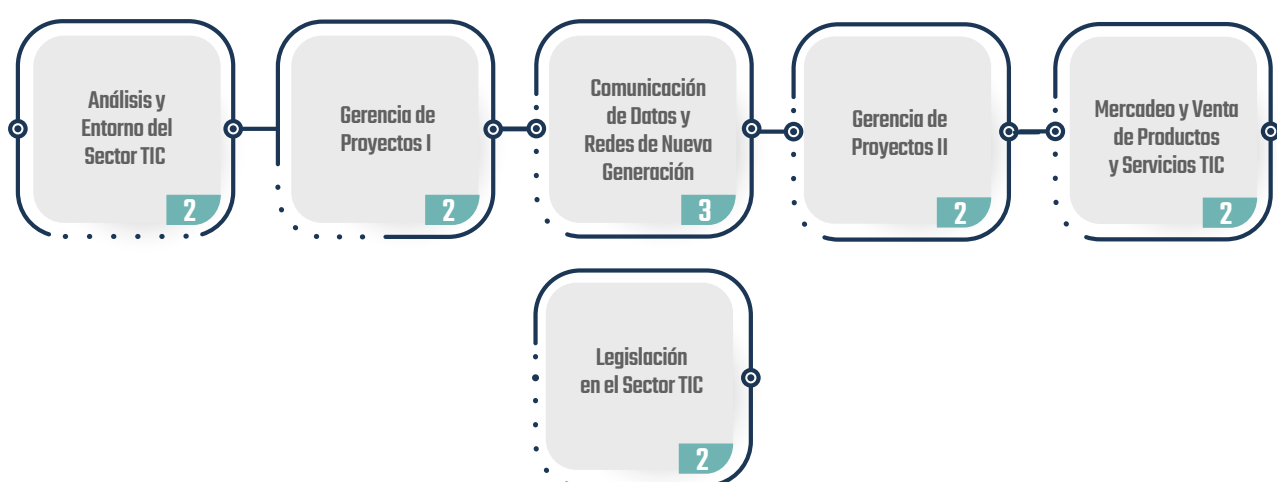 Análisis y
Entorno del
Sector TIC
2
Gerencia de
Proyectos I
2
Comunicación
de Datos y
Redes de Nueva
Generación
3
Gerencia de
Proyectos II
2
Mercadeo y Venta
de Productos
y Servicios TIC
2
Legislación
en el Sector TIC
2